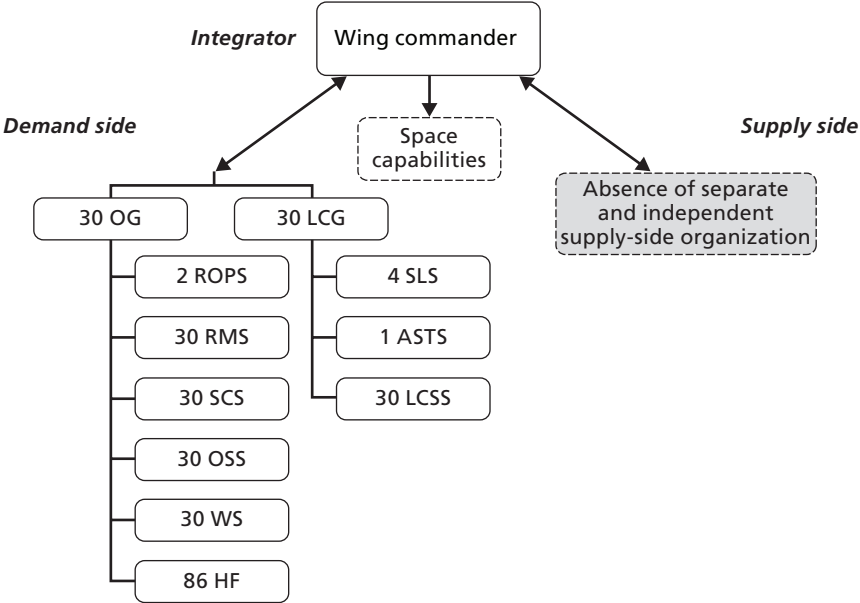 Integrator
Wing commander
Demand side
Space
capabilities
Supply side
Absence of separate
and independent
supply-side organization
30 OG
30 LCG
2 ROPS
4 SLS
30 RMS
1 ASTS
30 SCS
30 LCSS
30 OSS
30 WS
86 HF